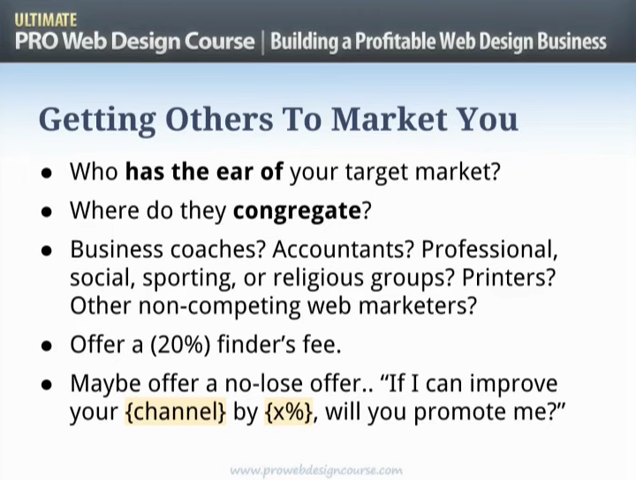 ULTIMATE
PRO Web Design Course | Building a Profitable Web Design Business
Getting Others To Market You
● Who has the ear of your target market?
● Where do they congregate?
● Business coaches? Accountants? Professional,
social, sporting, or religious groups? Printers?
Other non-competing web marketers?
● Offer a (20%) finder’s fee.
● Maybe offer a no-lose offer.. “If I can improve
your {channel} by {x%}, will you promote me?”
www.prowebdesigncourse.com